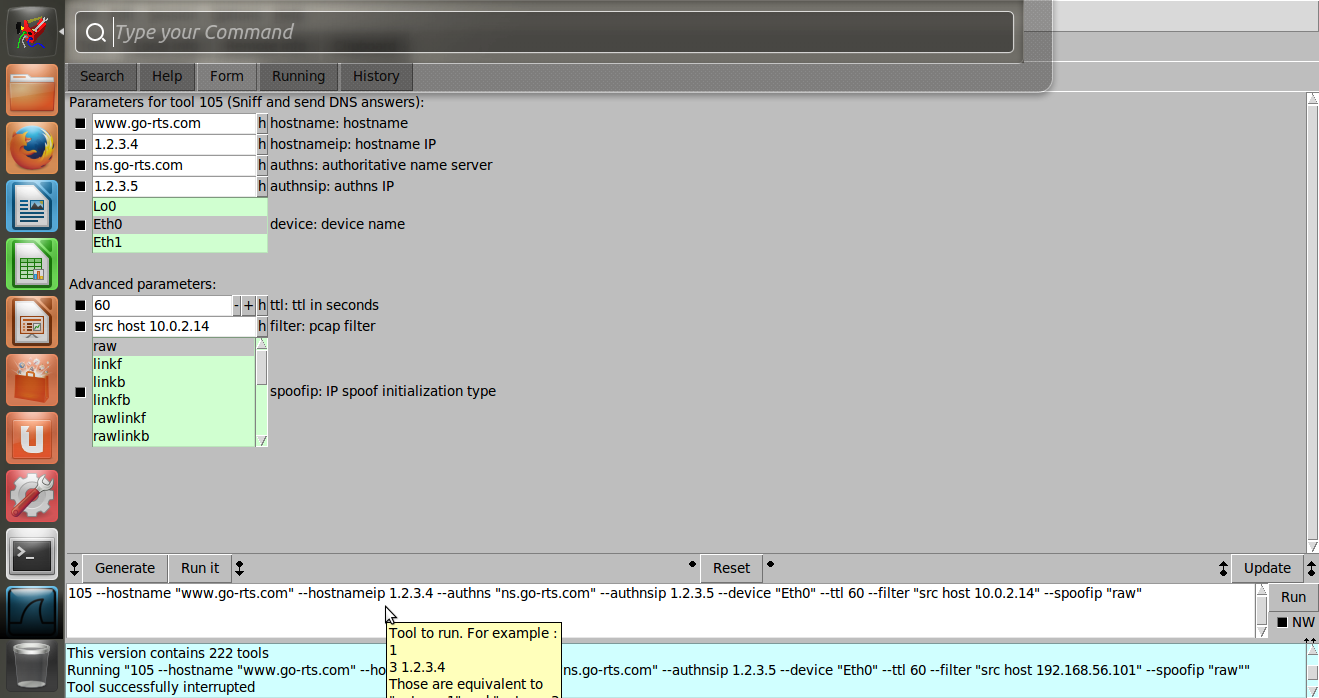 Type your Command
Search Help Form Running History
Parameters for tool 105 (Sniff and send DNS answers):
www.go-rts.com h hostname: hostname
1.2.3.4 h hostnameip: hostname IP
ns.go-rts.com h authns: authoritative name server
1.2.3.5 h authnsip: authns IP
Lo0
Eth0 device: device name
Eth1
Advanced parameters:
60 - + h ttl: ttl in seconds
src host 10.0.2.14 h filter: pcap filter
raw
linkf
linkb
linkfb
spoofip: IP spoof initialization type
rawlinkf
rawlinkb
Generate Run it Reset Update
105 --hostname "www.go-rts.com" --hostnameip 1.2.3.4 --authns "ns.go-rts.com" --authnsip 1.2.3.5 --device "Eth0" --ttl 60 --filter "src host 10.0.2.14" --spoofip "raw"
Run
NW
Tool to run. For example :
1
3 1.2.3.4
Those are equivalent to
This version contains 222 tools
Running "105 --hostname "www.go-rts.com" --ho ns.go-rts.com" --authnsip 1.2.3.5 --device "Eth0" --ttl 60 --filter "src host 192.168.56.101" --spoofip "raw""
Tool successfully interrupted